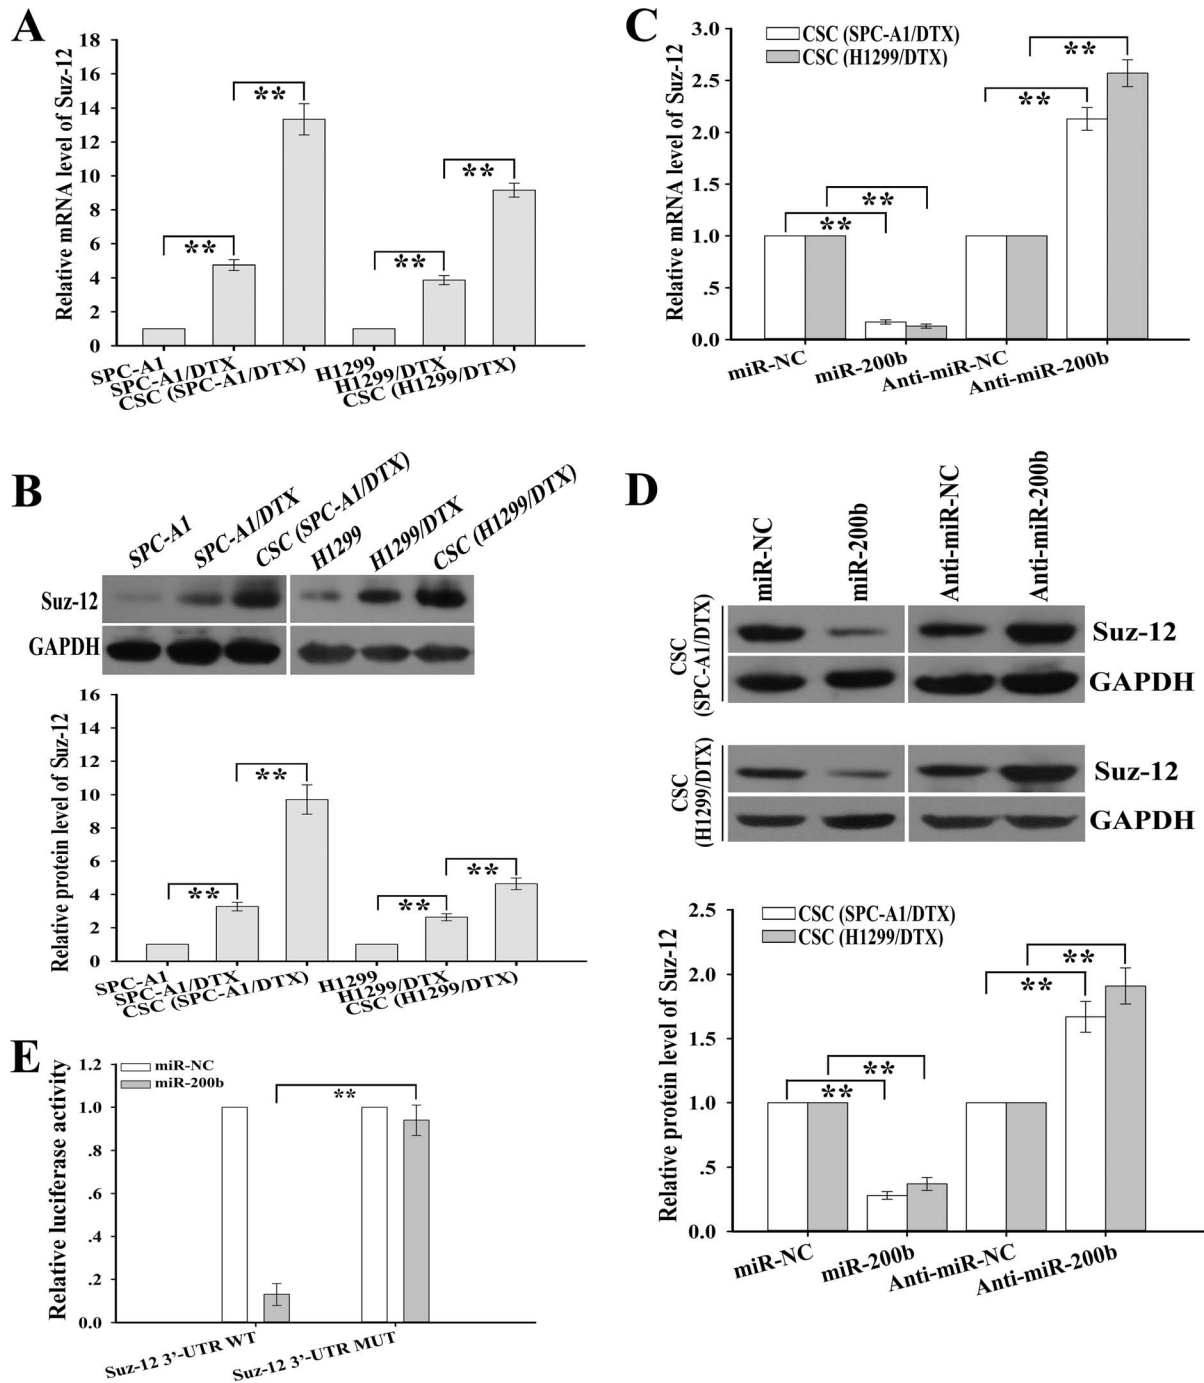 A
Relative mRNA level of Suz-12
18
16
14
12
10
8
6
4
2
0
**
**
**
**
SPC-A1
SPC-A1/DTX
CSC (SPC-A1/DTX)
H1299
H1299/DTX
CSC (H1299/DTX)
C
Relative mRNA level of Suz-12
3.0
2.5
2.0
1.5
1.0
.5
0.0
CSC (SPC-A1/DTX)
CSC (H1299/DTX)
**
**
**
**
miR-NC
miR-200b
Anti-miR-NC
Anti-miR-200b
B
SPC-A1
SPC-A1/DTX
CSC (SPC-A1/DTX)
H1299
H1299/DTX
CSC (H1299/DTX)
Suz-12
GAPDH
Relative protein level of Suz-12
16
14
12
10
8
6
4
2
0
**
**
**
**
SPC-A1
SPC-A1/DTX
CSC (SPC-A1/DTX)
H1299
H1299/DTX
CSC (H1299/DTX)
D
miR-NC
miR-200b
Anti-miR-NC
Anti-miR-200b
CSC
(SPC-A1/DTX)
Suz-12
GAPDH
CSC
(H1299/DTX)
Suz-12
GAPDH
Relative protein level of Suz-12
2.5
2.0
1.5
1.0
.5
0.0
CSC (SPC-A1/DTX)
CSC (H1299/DTX)
**
**
**
**
miR-NC
miR-200b
Anti-miR-NC
Anti-miR-200b
E
Relative luciferase activity
1.2
1.0
.8
.6
.4
.2
0.0
miR-NC
miR-200b
**
Suz-12 3’-UTR WT
Suz-12 3’-UTR MUT